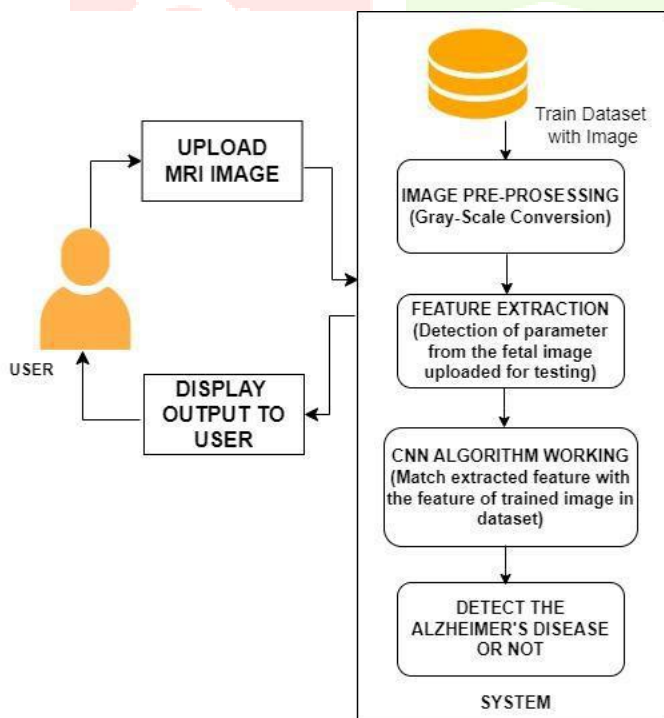 UPLOAD
MRI IMAGE
USER
DISPLAY
OUTPUT TO
USER
Train Dataset
with Image
IMAGE PRE-PROSESSING
(Gray-Scale Conversion)
FEATURE EXTRACTION
(Detection of parameter
from the fetal image
uploaded for testing)
CNN ALGORITHM WORKING
(Match extracted feature with
the feature of trained image in
dataset)
DETECT THE
ALZHEIMER'S DISEASE
OR NOT
SYSTEM